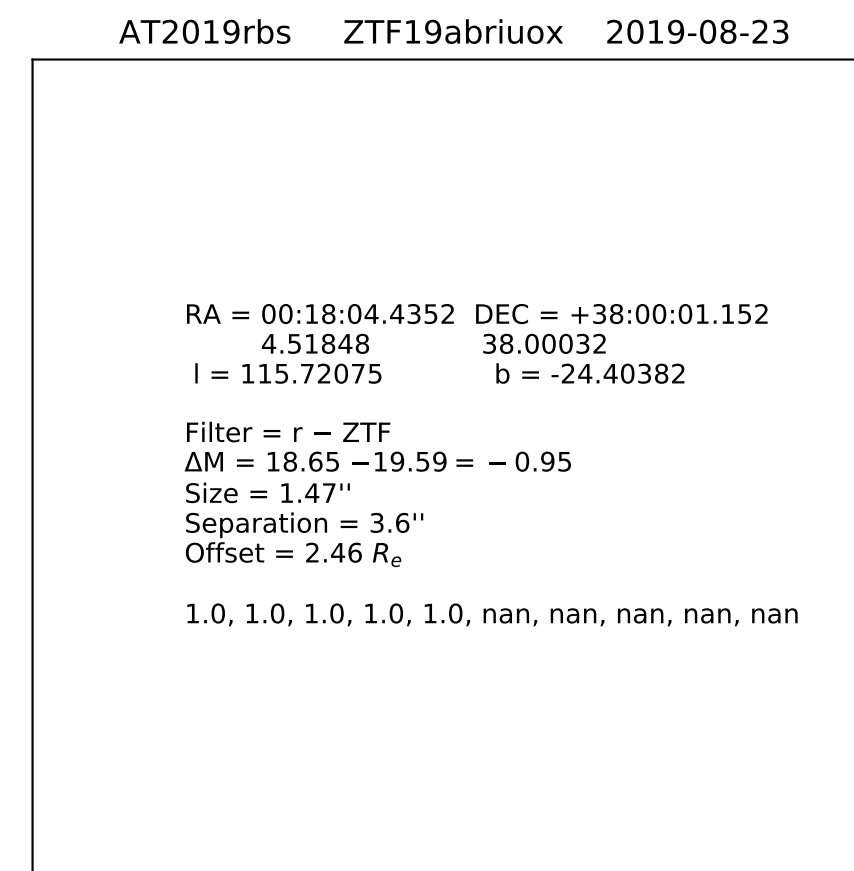 AT2019rbs ZTF19abriuox 2019-08-23
RA = 00:18:04.4352 DEC = +38:00:01.152
4.51848 38.00032
l = 115.72075 b = -24.40382
Filter = r − ZTF
ΔM = 18.65 −19.59 = − 0.95
Size = 1.47''
Separation = 3.6''
Offset = 2.46 Rₑ
1.0, 1.0, 1.0, 1.0, 1.0, nan, nan, nan, nan, nan